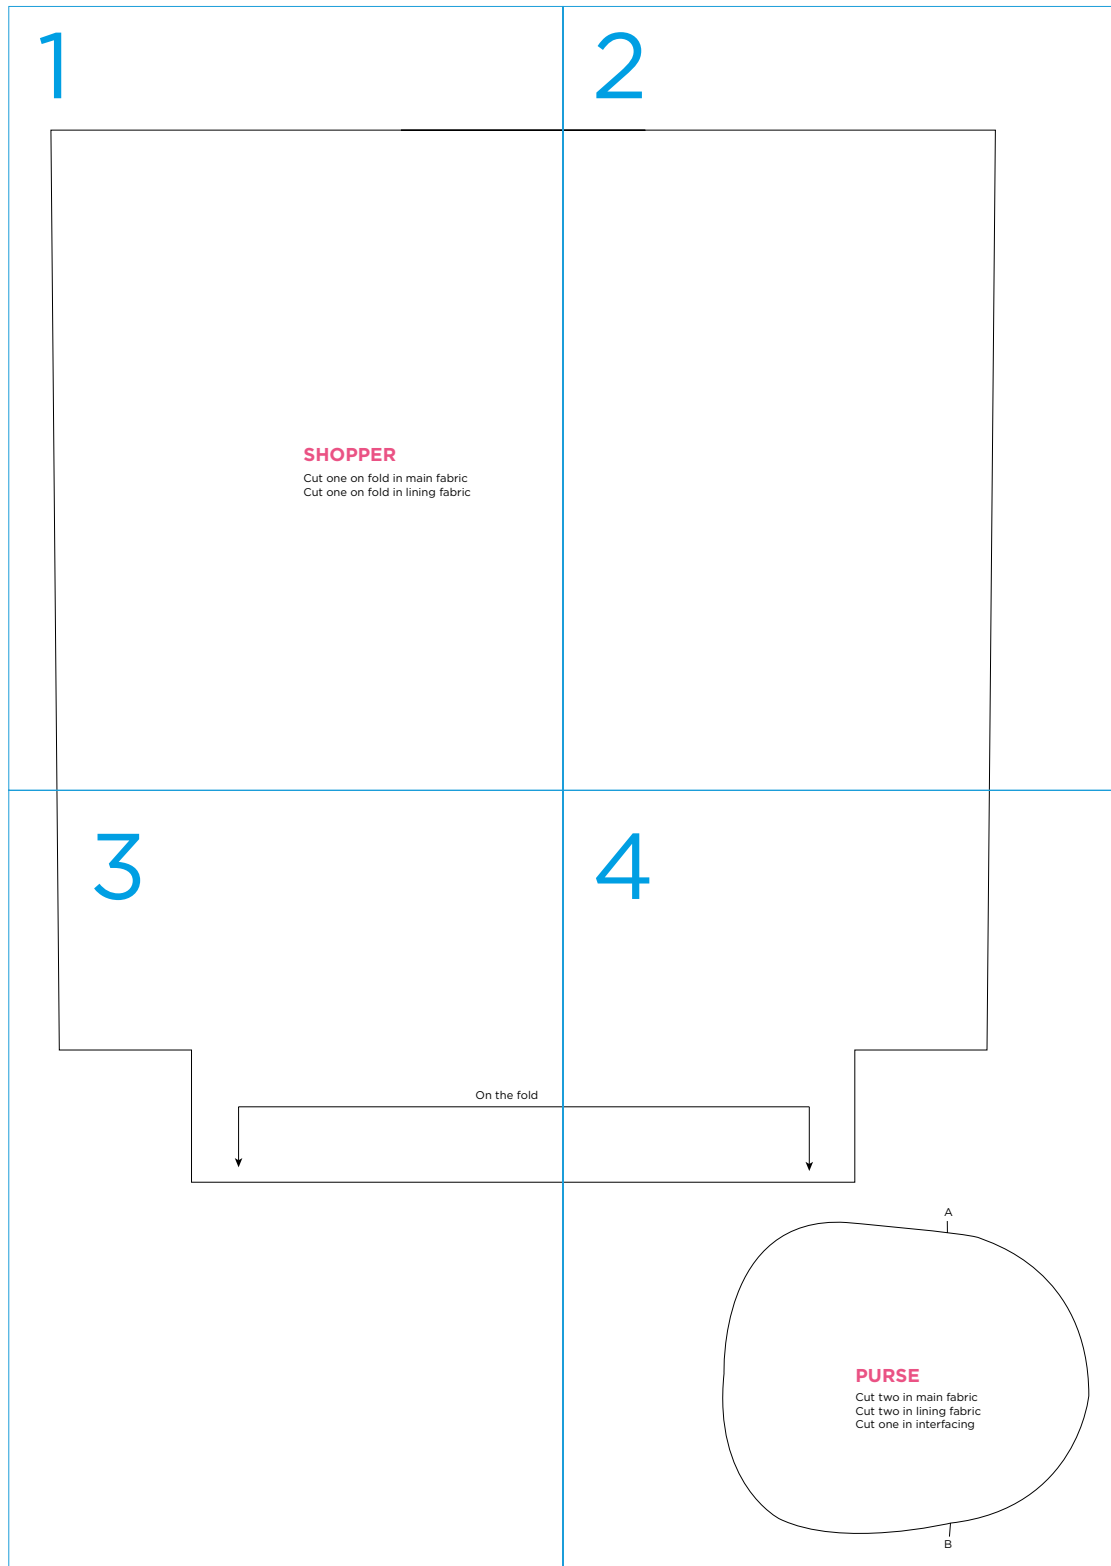 1
2
SHOPPER
Cut one on fold in main fabric
Cut one on fold in lining fabric
3
4
On the fold
A
PURSE
Cut two in main fabric
Cut two in lining fabric
Cut one in interfacing
B